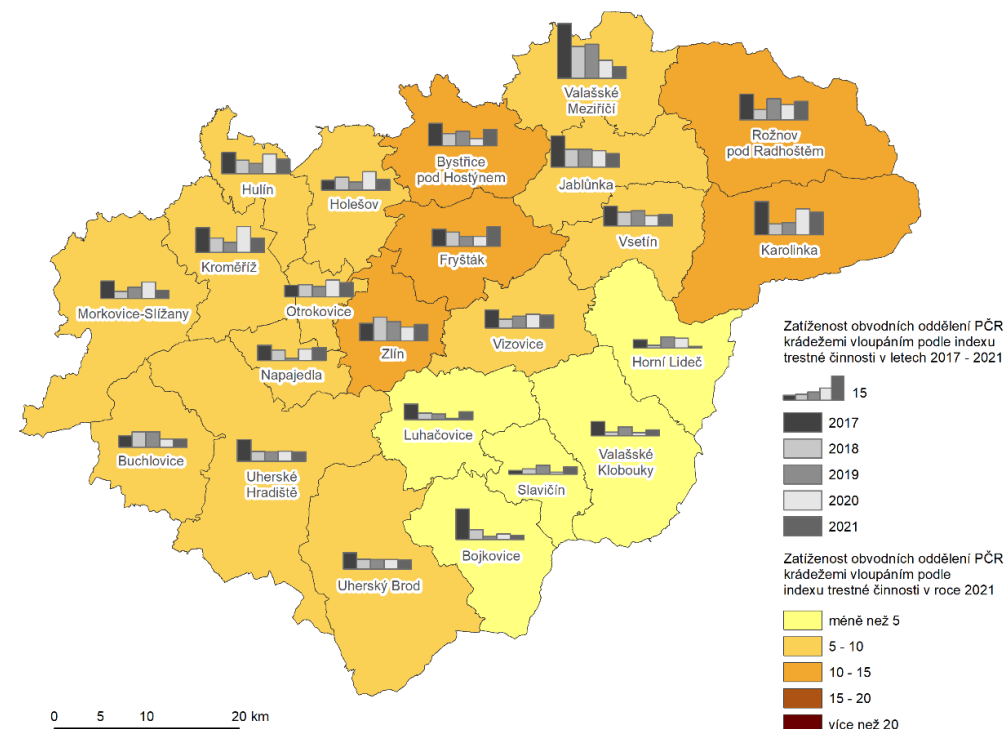 Valašské
Meziříčí
Rožnov
pod Radhoštěm
Bystřice
pod Hostýnem
Jablůnka
Hulín
Holešov
Vsetín
Karolinka
Fryšták
Kroměříž
Otrokovice
Morkovice-Slížany
Zlín
Vizovice
Napajedla
Horní Lideč
Luhačovice
Valašské
Klobouky
Buchlovice
Uherské
Hradiště
Slavičín
Bojkovice
Uherský Brod
Zatíženost obvodních oddělení PČR
krádežemi vloupáním podle indexu
trestné činnosti v letech 2017 - 2021
15
2017
2018
2019
2020
2021
Zatíženost obvodních oddělení PČR
krádežemi vloupáním podle
indexu trestné činnosti v roce 2021
méně než 5
5 - 10
10 - 15
15 - 20
více než 20
0 5 10 20 km